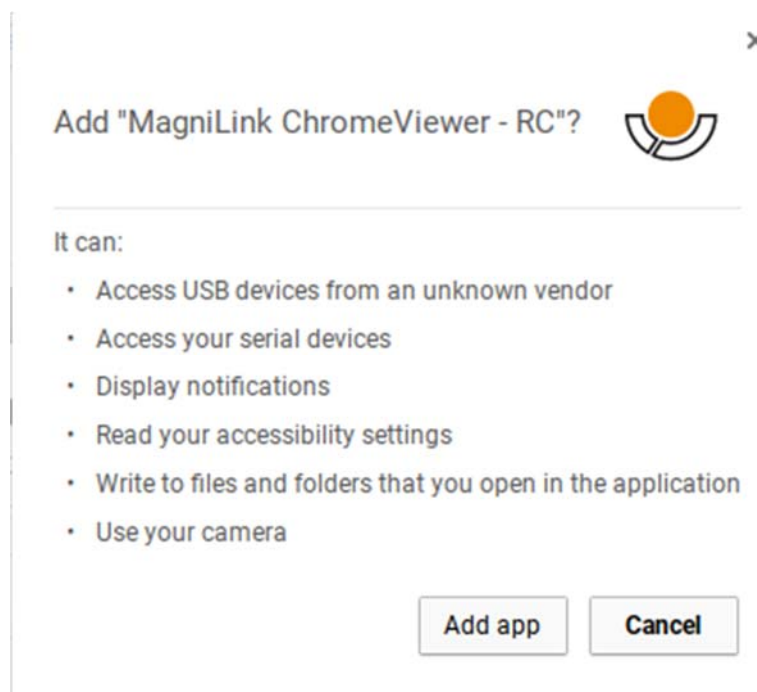 Add "MagniLink ChromeViewer - RC"?
It can:
• Access USB devices from an unknown vendor
• Access your serial devices
• Display notifications
• Read your accessibility settings
• Write to files and folders that you open in the application
• Use your camera
Add app
Cancel